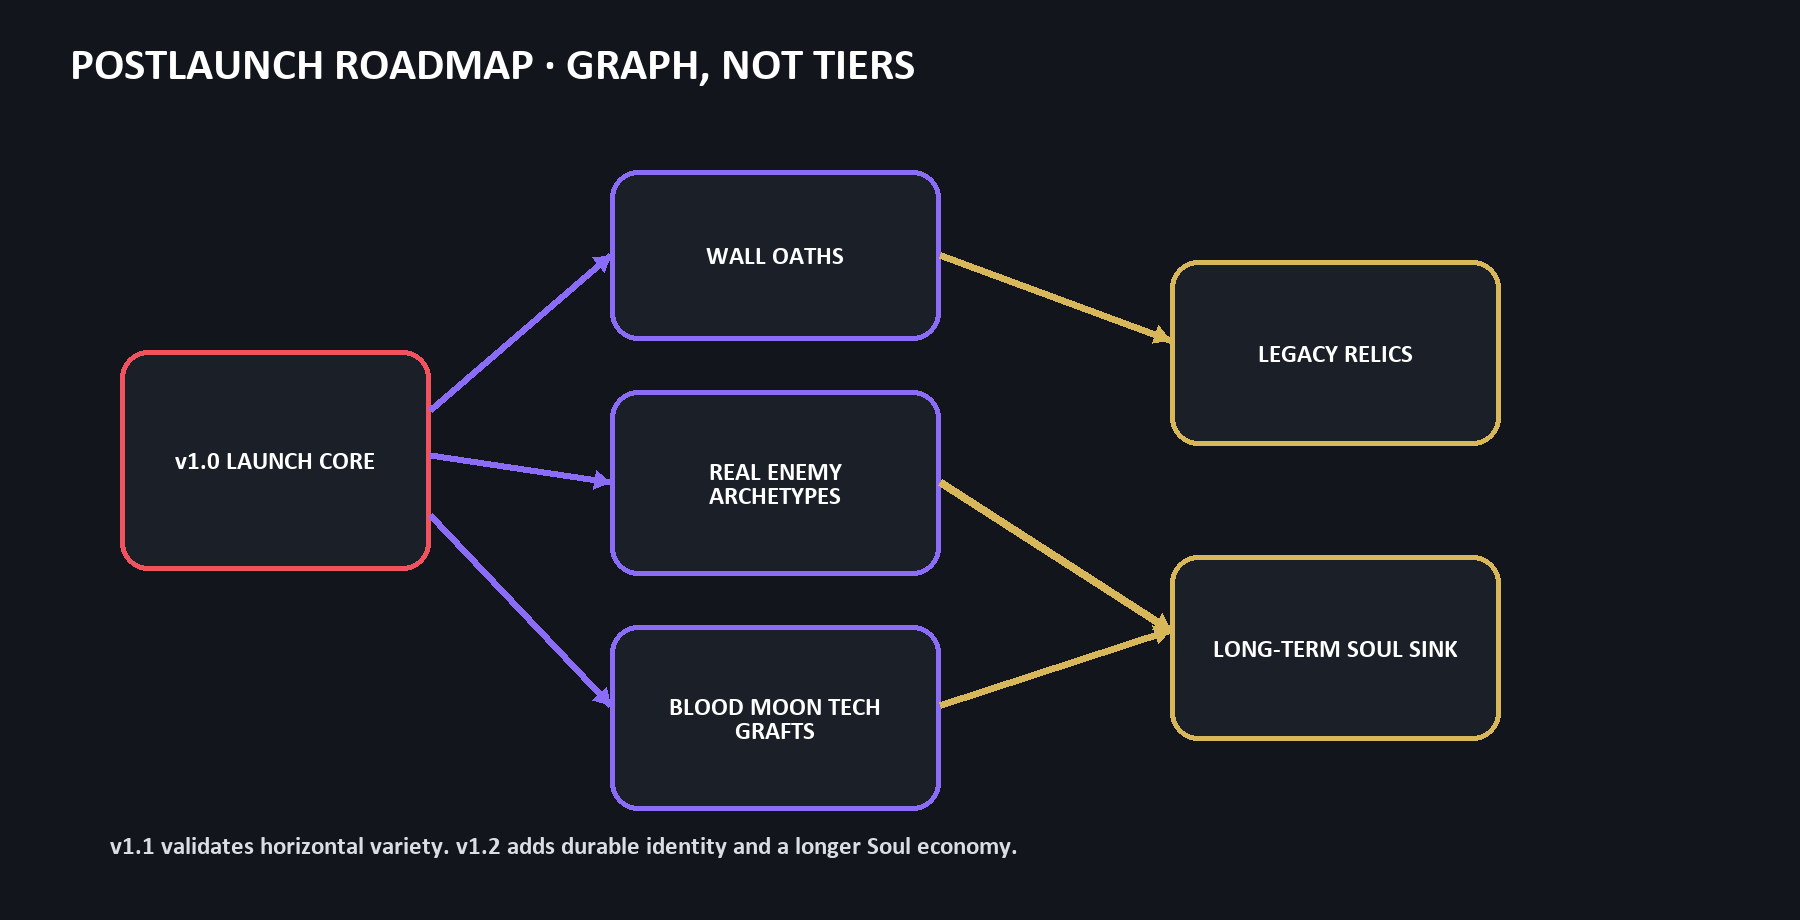 POSTLAUNCH ROADMAP · GRAPH, NOT TIERS
WALL OATHS
LEGACY RELICS
v1.0 LAUNCH CORE
REAL ENEMY
ARCHETYPES
LONG-TERM SOUL SINK
BLOOD MOON TECH
GRAFTS
v1.1 validates horizontal variety. v1.2 adds durable identity and a longer Soul economy.